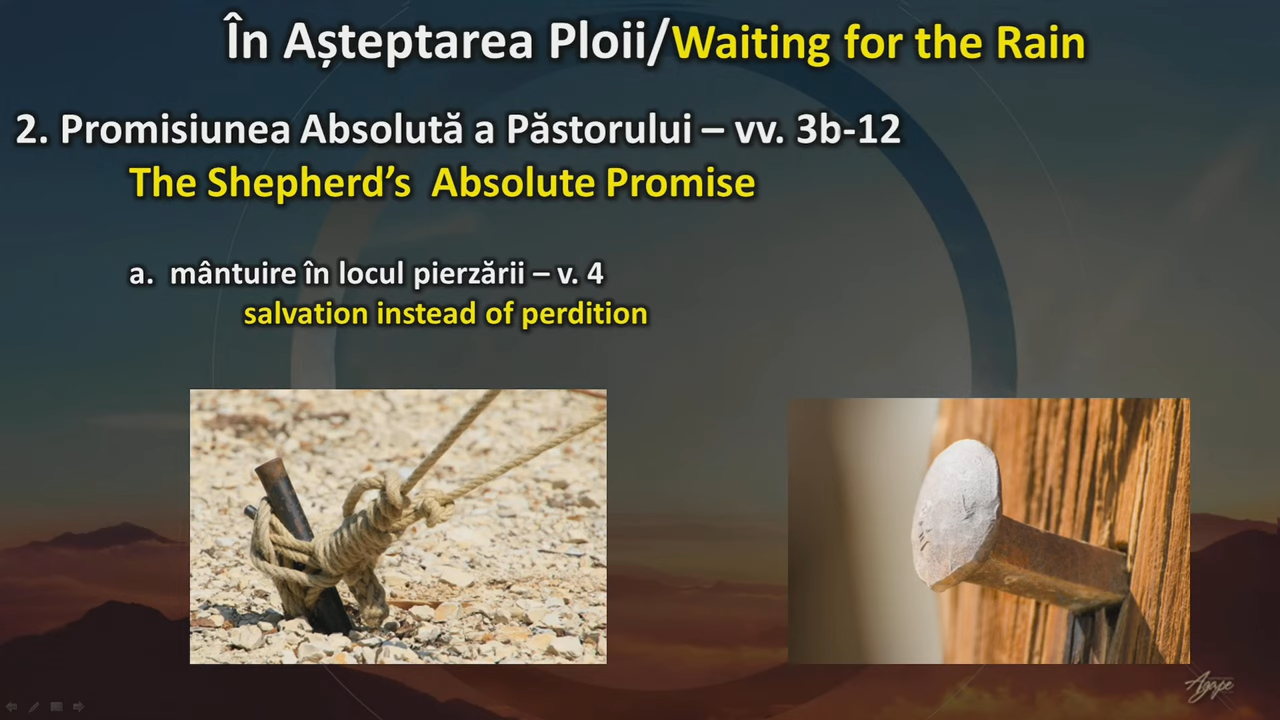 În Așteptarea Ploii/Waiting for the Rain
2. Promisiunea Absolută a Păstorului – vv. 3b-12
The Shepherd’s Absolute Promise
a. mântuire în locul pierzării – v. 4
salvation instead of perdition
Agape